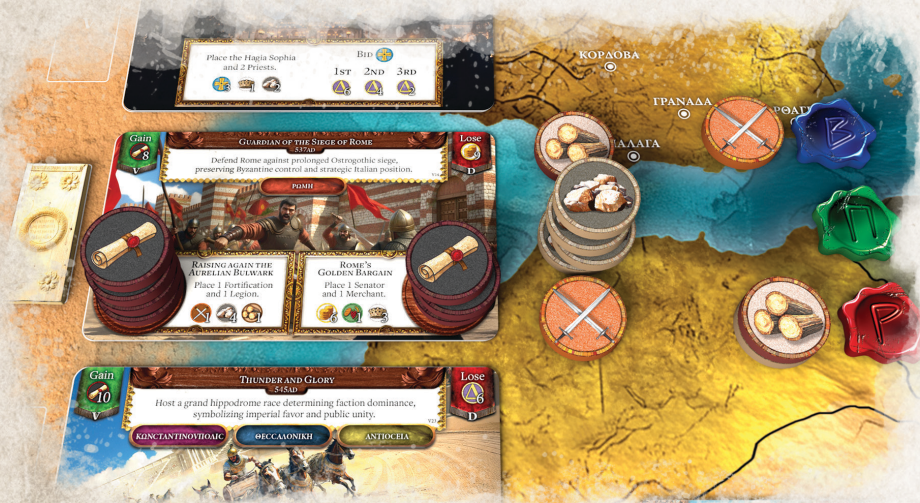 Place the Hagia Sophia
and 2 Priests.
BID
1ST 2ND 3RD
ΚΟΡΔΟΒΑ
ΓΡΑΝΑΔΑ
ΑΛΑΓΑ
Gain
8
V
GUARDIAN OF THE SIEGE OF ROME
537AD
Lose
D
Defend Rome against prolonged Ostrogothic siege,
preserving Byzantine control and strategic Italian position.
ΡΩΜΗ
RAISING AGAIN THE
AURELIAN BULWARK
Place 1 Fortification
and 1 Legion.
ROME'S
GOLDEN BARGAIN
Place 1 Senator
and 1 Merchant.
Gain
10
V
THUNDER AND GLORY
545AD
Lose
6
D
Host a grand hippodrome race determining faction dominance,
symbolizing imperial favor and public unity.
ΚΩΝCΤΑΝΤΙΝΟΥΠΟΛΙC ΘΕCCΑΛΟΝΙΚΗ ΑΝΤΙΟCΕΙΑ